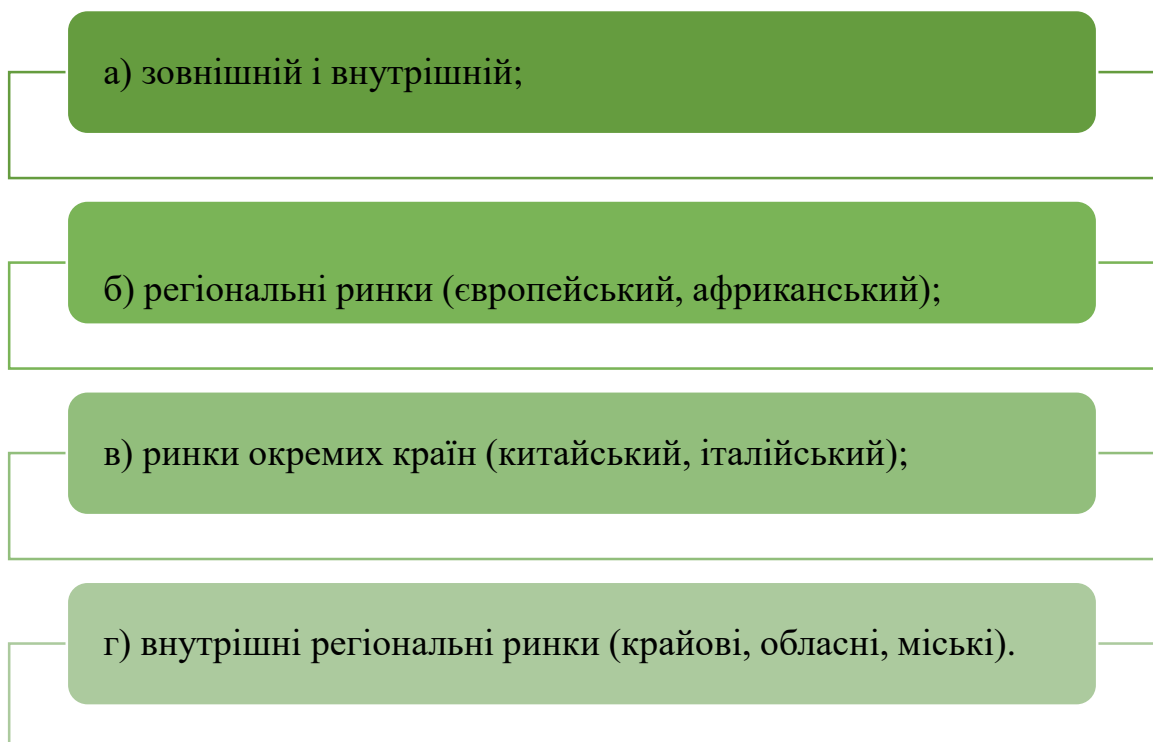 а) зовнішній і внутрішній;
б) регіональні ринки (європейський, африканський);
в) ринки окремих країн (китайський, італійський);
г) внутрішні регіональні ринки (крайові, обласні, міські).